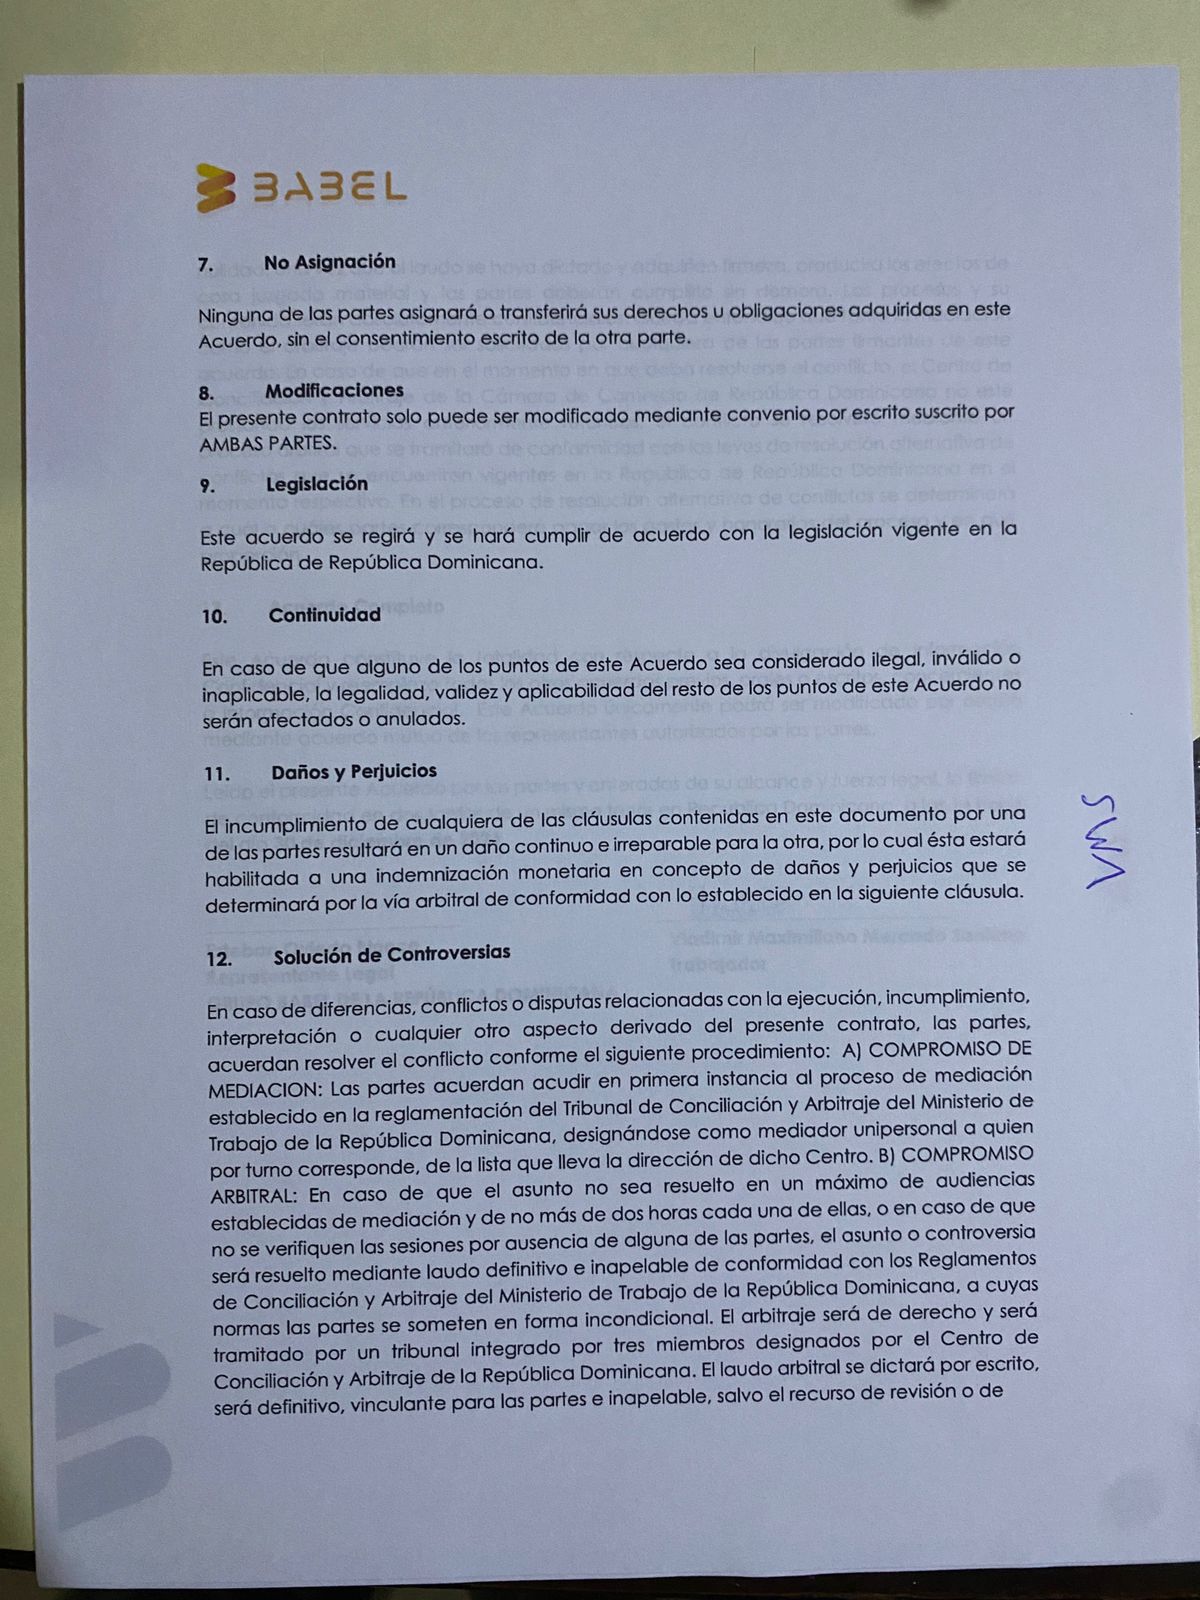 BABEL
7. No Asignación
Ninguna de las partes asignará o transferirá sus derechos u obligaciones adquiridas en este
Acuerdo, sin el consentimiento escrito de la otra parte.
8. Modificaciones
El presente contrato solo puede ser modificado mediante convenio por escrito suscrito por
AMBAS PARTES.
9. Legislación
Este acuerdo se regirá y se hará cumplir de acuerdo con la legislación vigente en la
República de República Dominicana.
10. Continuidad
En caso de que alguno de los puntos de este Acuerdo sea considerado ilegal, inválido o
inaplicable, la legalidad, validez y aplicabilidad del resto de los puntos de este Acuerdo no
serán afectados o anulados.
11. Daños y Perjuicios
El incumplimiento de cualquiera de las cláusulas contenidas en este documento por una
de las partes resultará en un daño continuo e irreparable para la otra, por lo cual ésta estará
habilitada a una indemnización monetaria en concepto de daños y perjuicios que se
determinará por la vía arbitral de conformidad con lo establecido en la siguiente cláusula.
VMS
12. Solución de Controversias
En caso de diferencias, conflictos o disputas relacionadas con la ejecución, incumplimiento,
interpretación o cualquier otro aspecto derivado del presente contrato, las partes,
acuerdan resolver el conflicto conforme el siguiente procedimiento: A) COMPROMISO DE
MEDIACION: Las partes acuerdan acudir en primera instancia al proceso de mediación
establecido en la reglamentación del Tribunal de Conciliación y Arbitraje del Ministerio de
Trabajo de la República Dominicana, designándose como mediador unipersonal a quien
por turno corresponde, de la lista que lleva la dirección de dicho Centro. B) COMPROMISO
ARBITRAL: En caso de que el asunto no sea resuelto en un máximo de audiencias
establecidas de mediación y de no más de dos horas cada una de ellas, o en caso de que
no se verifiquen las sesiones por ausencia de alguna de las partes, el asunto o controversia
será resuelto mediante laudo definitivo e inapelable de conformidad con los Reglamentos
de Conciliación y Arbitraje del Ministerio de Trabajo de la República Dominicana, a cuyas
normas las partes se someten en forma incondicional. El arbitraje será de derecho y será
tramitado por un tribunal integrado por tres miembros designados por el Centro de
Conciliación y Arbitraje de la República Dominicana. El laudo arbitral se dictará por escrito,
será definitivo, vinculante para las partes e inapelable, salvo el recurso de revisión o de